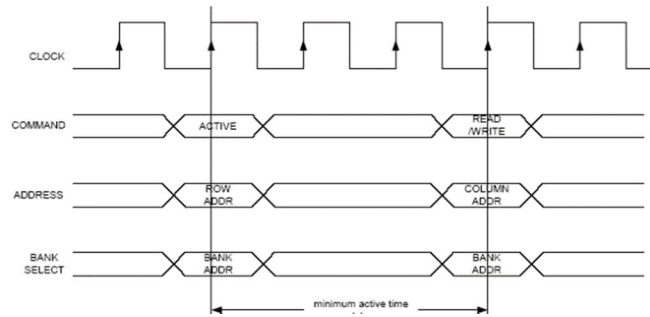 CLOCK
COMMAND
ACTIVE
READ
/WRITE
ADDRESS
ROW
ADDR
COLUMN
ADDR
BANK
SELECT
BANK
ADDR
BANK
ADDR
minimum active time